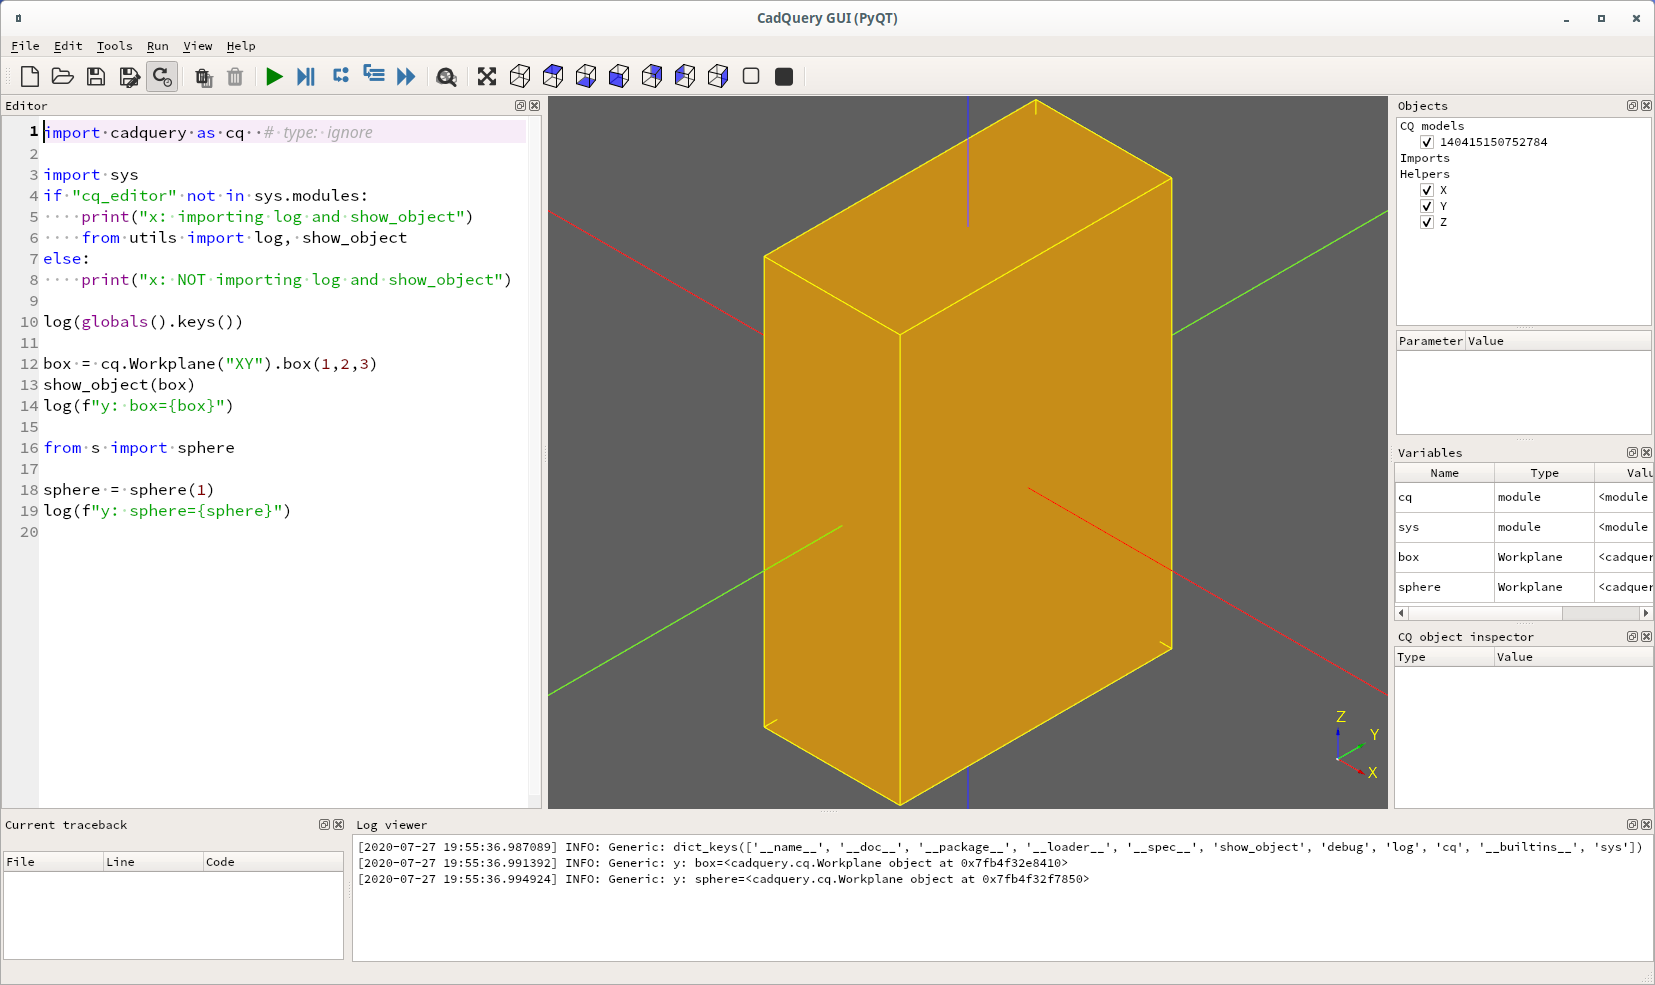 CadQuery GUI (PyQT)
File Edit Tools Run View Help
Editor
1 import cadquery as cq  # type: ignore
2
3 import sys
4 if "cq_editor" not in sys.modules:
5     print("x: importing log and show_object")
6     from utils import log, show_object
7 else:
8     print("x: NOT importing log and show_object")
9
10 log(globals().keys())
11
12 box = cq.Workplane("XY").box(1,2,3)
13 show_object(box)
14 log(f"y: box={box}")
15
16 from s import sphere
17
18 sphere = sphere(1)
19 log(f"y: sphere={sphere}")
20
Z
Y
X
Objects
CQ models
140415150752784
Imports
Helpers
X
Y
Z
Parameter Value
Variables
Name Type Valu
cq module <module
sys module <module
box Workplane <cadquer
sphere Workplane <cadquer
CQ object inspector
Type Value
Current traceback
File Line Code
Log viewer
[2020-07-27 19:55:36.987089] INFO: Generic: dict_keys(['__name__', '__doc__', '__package__', '__loader__', '__spec__', 'show_object', 'debug', 'log', 'cq', '__builtins__', 'sys'])
[2020-07-27 19:55:36.991392] INFO: Generic: y: box=<cadquery.cq.Workplane object at 0x7fb4f32e8410>
[2020-07-27 19:55:36.994924] INFO: Generic: y: sphere=<cadquery.cq.Workplane object at 0x7fb4f32f7850>